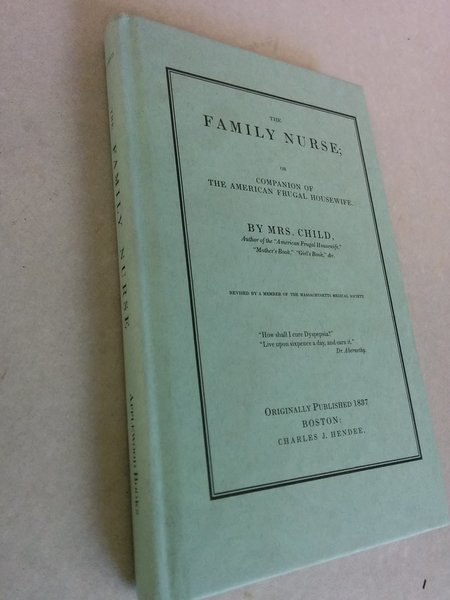 THE
FAMILY NURSE;
OR
COMPANION OF
THE AMERICAN FRUGAL HOUSEWIFE.
BY MRS. CHILD,
Author of the "American Frugal Housewife,"
"Mother's Book," "Girl's Book," &c.
REVISED BY A MEMBER OF THE MASSACHUSETTS MEDICAL SOCIETY
"How shall I cure Dyspepsia?"
"Live upon sixpence a day, and earn it."
Dr. Abernethy.
ORIGINALLY PUBLISHED 1837
BOSTON:
CHARLES J. HENDEE.
THE FAMILY NURSE
APPLEWOOD BOOKS